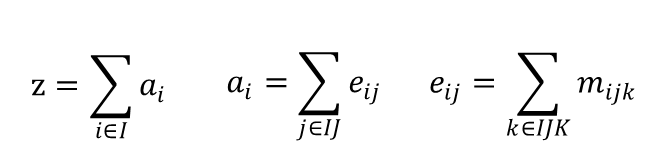 z = ∑_{i∈I} a_i    a_i = ∑_{j∈IJ} e_{ij}    e_{ij} = ∑_{k∈IJK} m_{ijk}